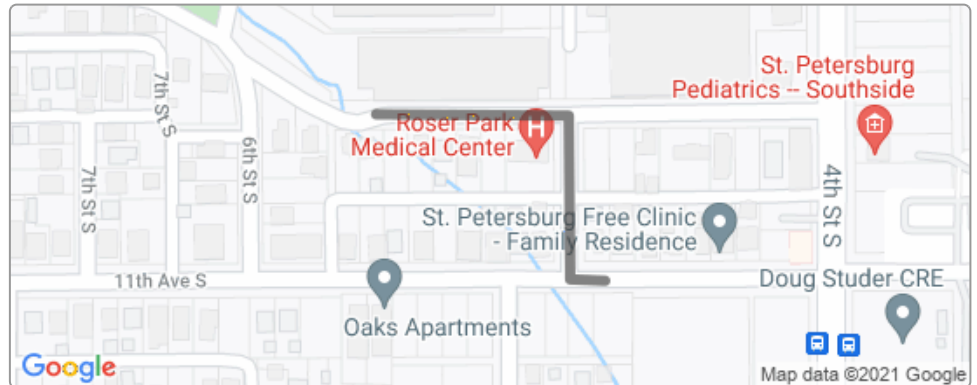 St. Petersburg
Pediatrics – Southside
7th St S
Roser Park
Medical Center
H
6th St S
7th St S
4th St S
St. Petersburg Free Clinic
- Family Residence
11th Ave S
Doug Studer CRE
Oaks Apartments
Google
Map data ©2021 Google